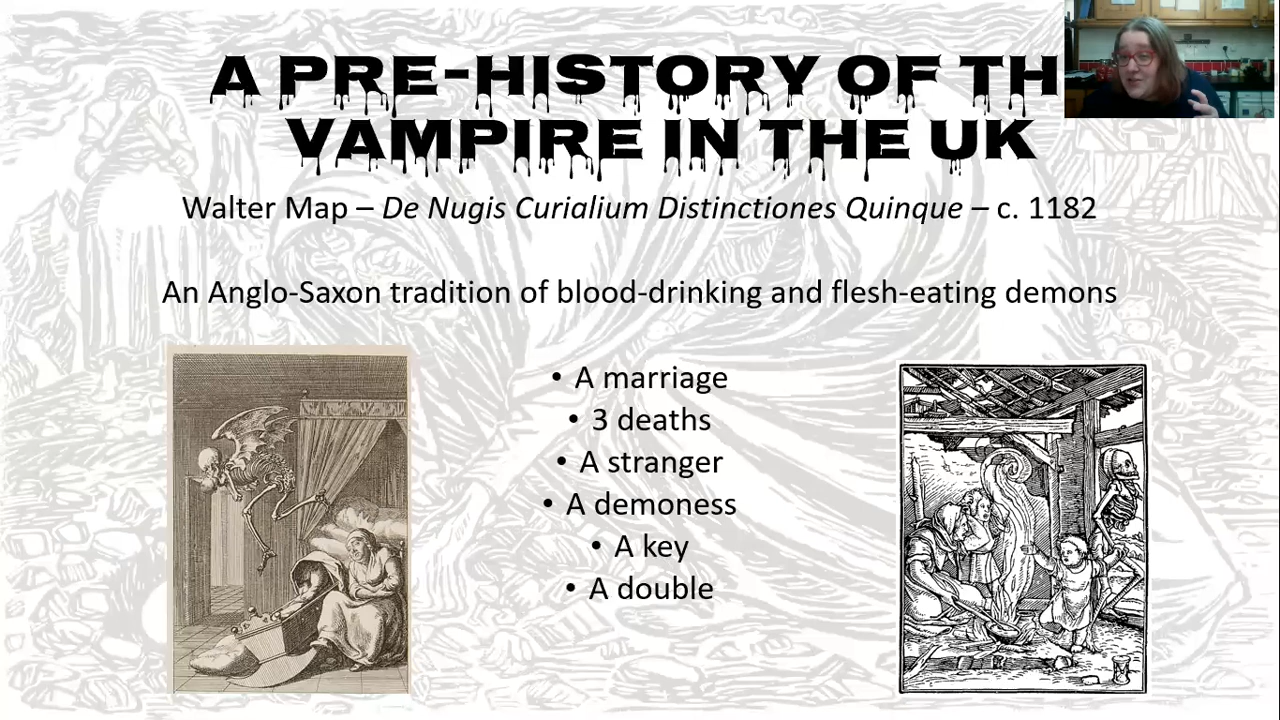 A PRE-HISTORY OF TH
VAMPIRE IN THE UK
Walter Map – De Nugis Curialium Distinctiones Quinque – c. 1182
An Anglo-Saxon tradition of blood-drinking and flesh-eating demons
• A marriage
• 3 deaths
• A stranger
• A demoness
• A key
• A double